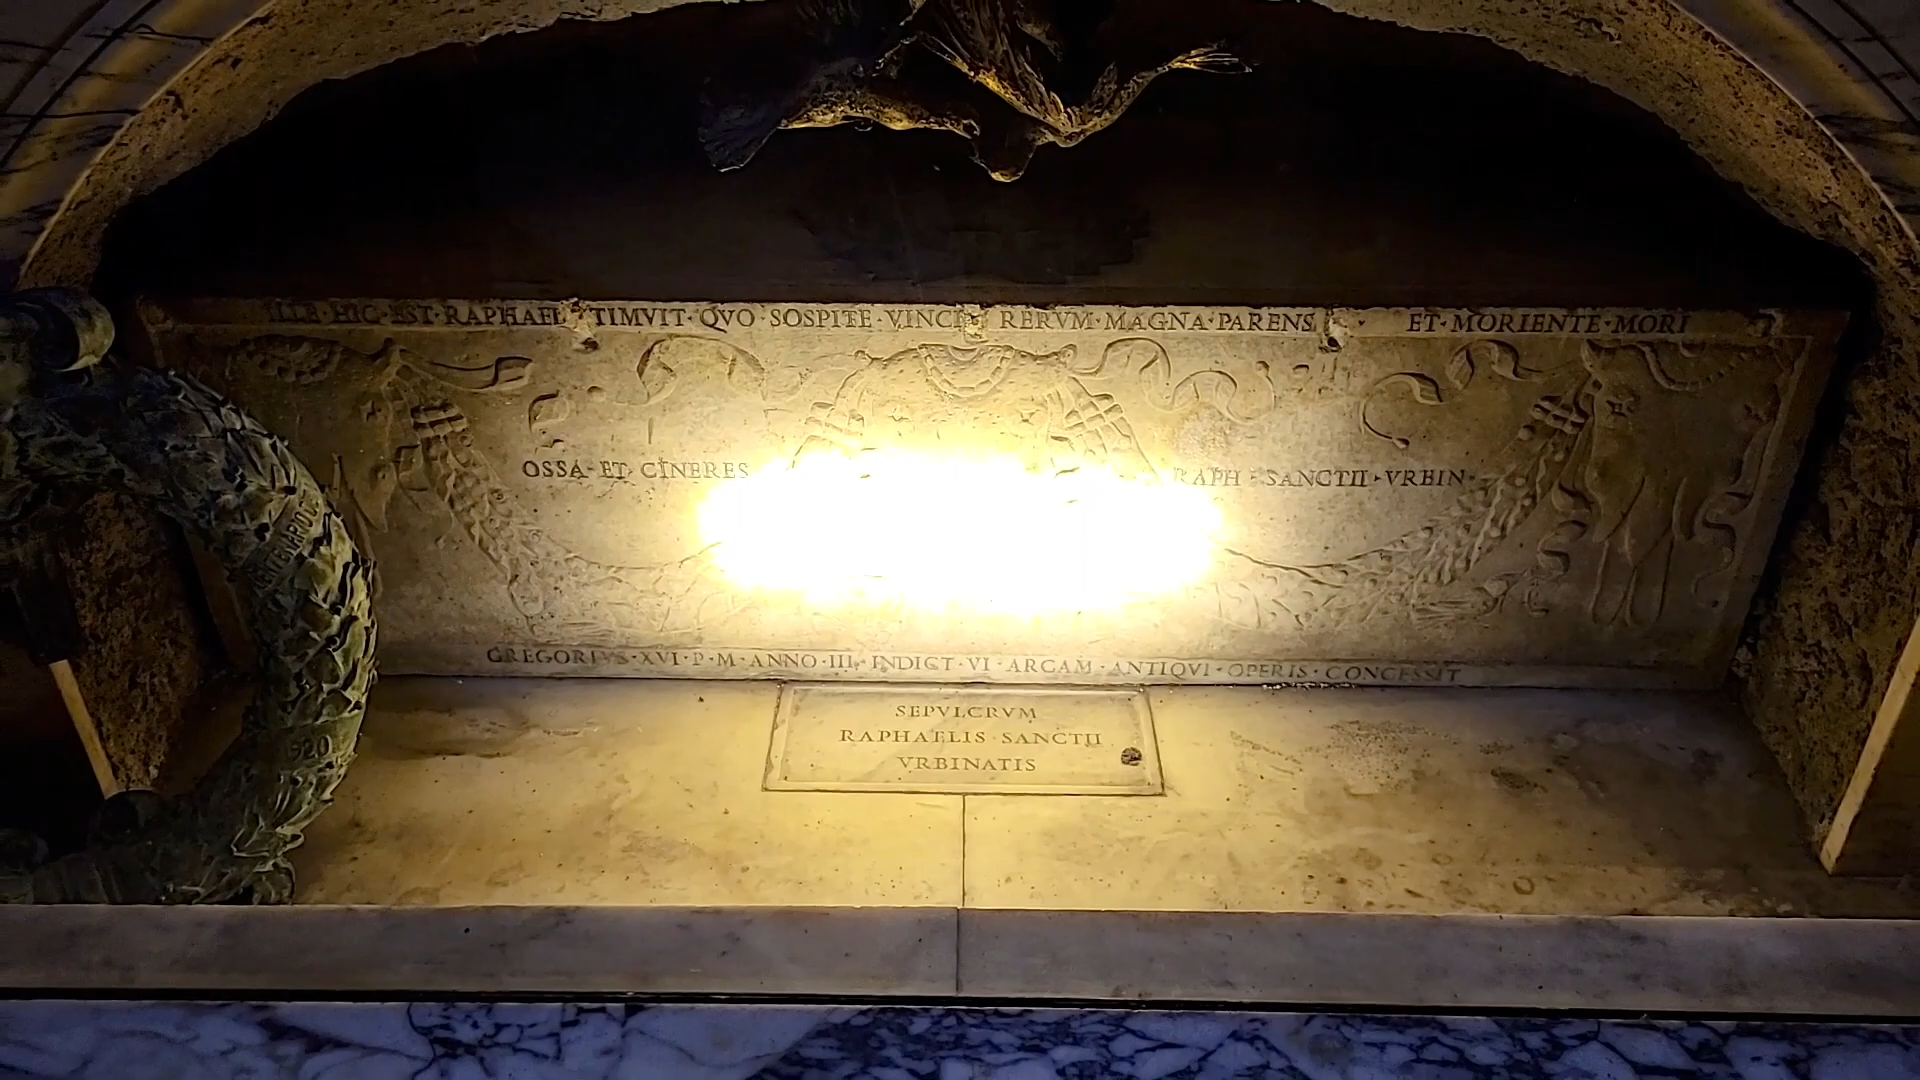 ILLE·HIC·EST·RAPHAEL TIMVIT·QVO·SOSPITE·VINCI RERVM·MAGNA·PARENS ET·MORIENTE·MORI
OSSA·ET·CINERES RAPH·SANCTII·VRBIN
GREGORIVS·XVI·P·M·ANNO·III·INDICT·VI·ARCAM·ANTIQVI·OPERIS·CONCESSIT
SEPVLCRVM
RAPHAELIS·SANCTII
VRBINATIS
1920